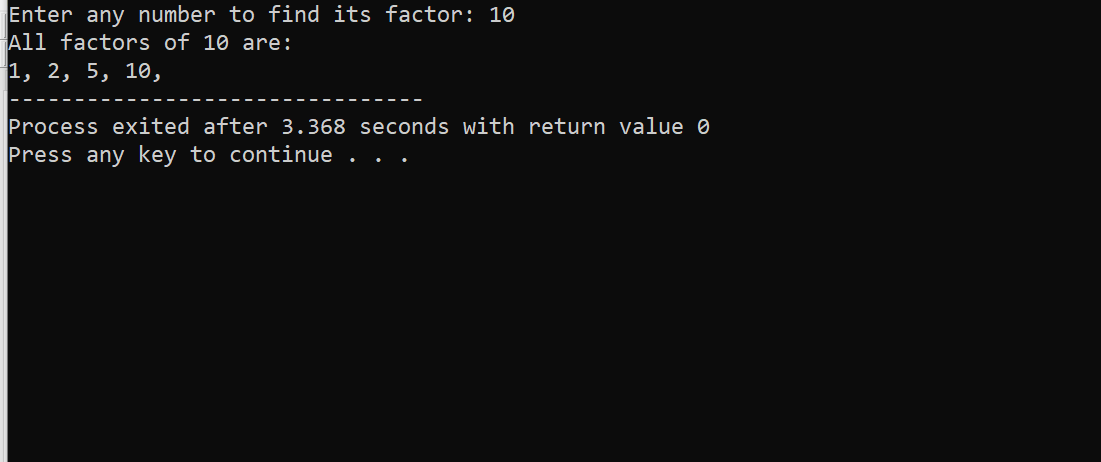 Enter any number to find its factor: 10
All factors of 10 are:
1, 2, 5, 10,
--------------------------------
Process exited after 3.368 seconds with return value 0
Press any key to continue . . .